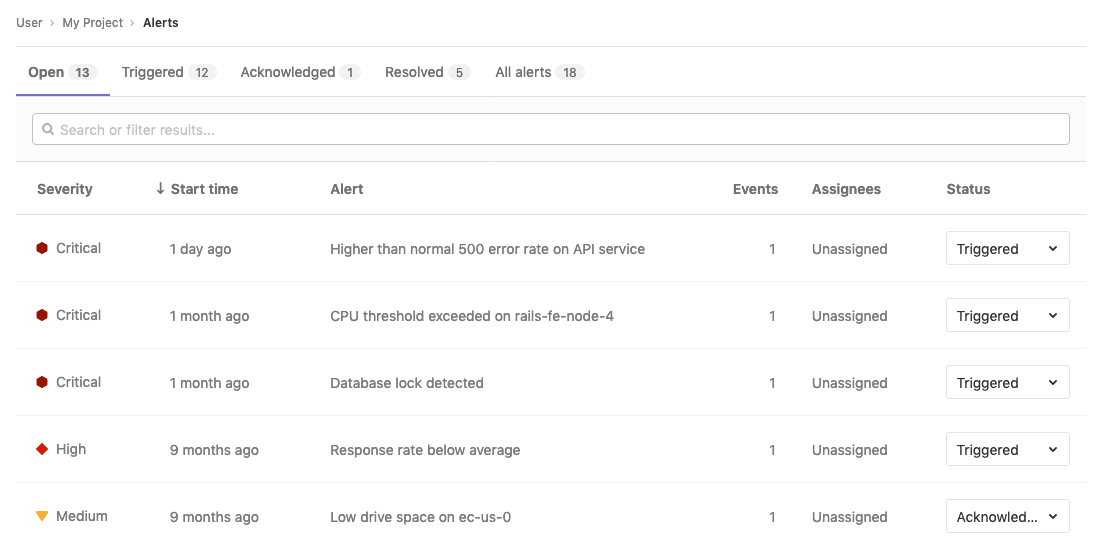 User › My Project › Alerts
Open 13 Triggered 12 Acknowledged 1 Resolved 5 All alerts 18
Search or filter results...
Severity ↓ Start time Alert Events Assignees Status
Critical 1 day ago Higher than normal 500 error rate on API service 1 Unassigned Triggered
Critical 1 month ago CPU threshold exceeded on rails-fe-node-4 1 Unassigned Triggered
Critical 1 month ago Database lock detected 1 Unassigned Triggered
High 9 months ago Response rate below average 1 Unassigned Triggered
Medium 9 months ago Low drive space on ec-us-0 1 Unassigned Acknowled...